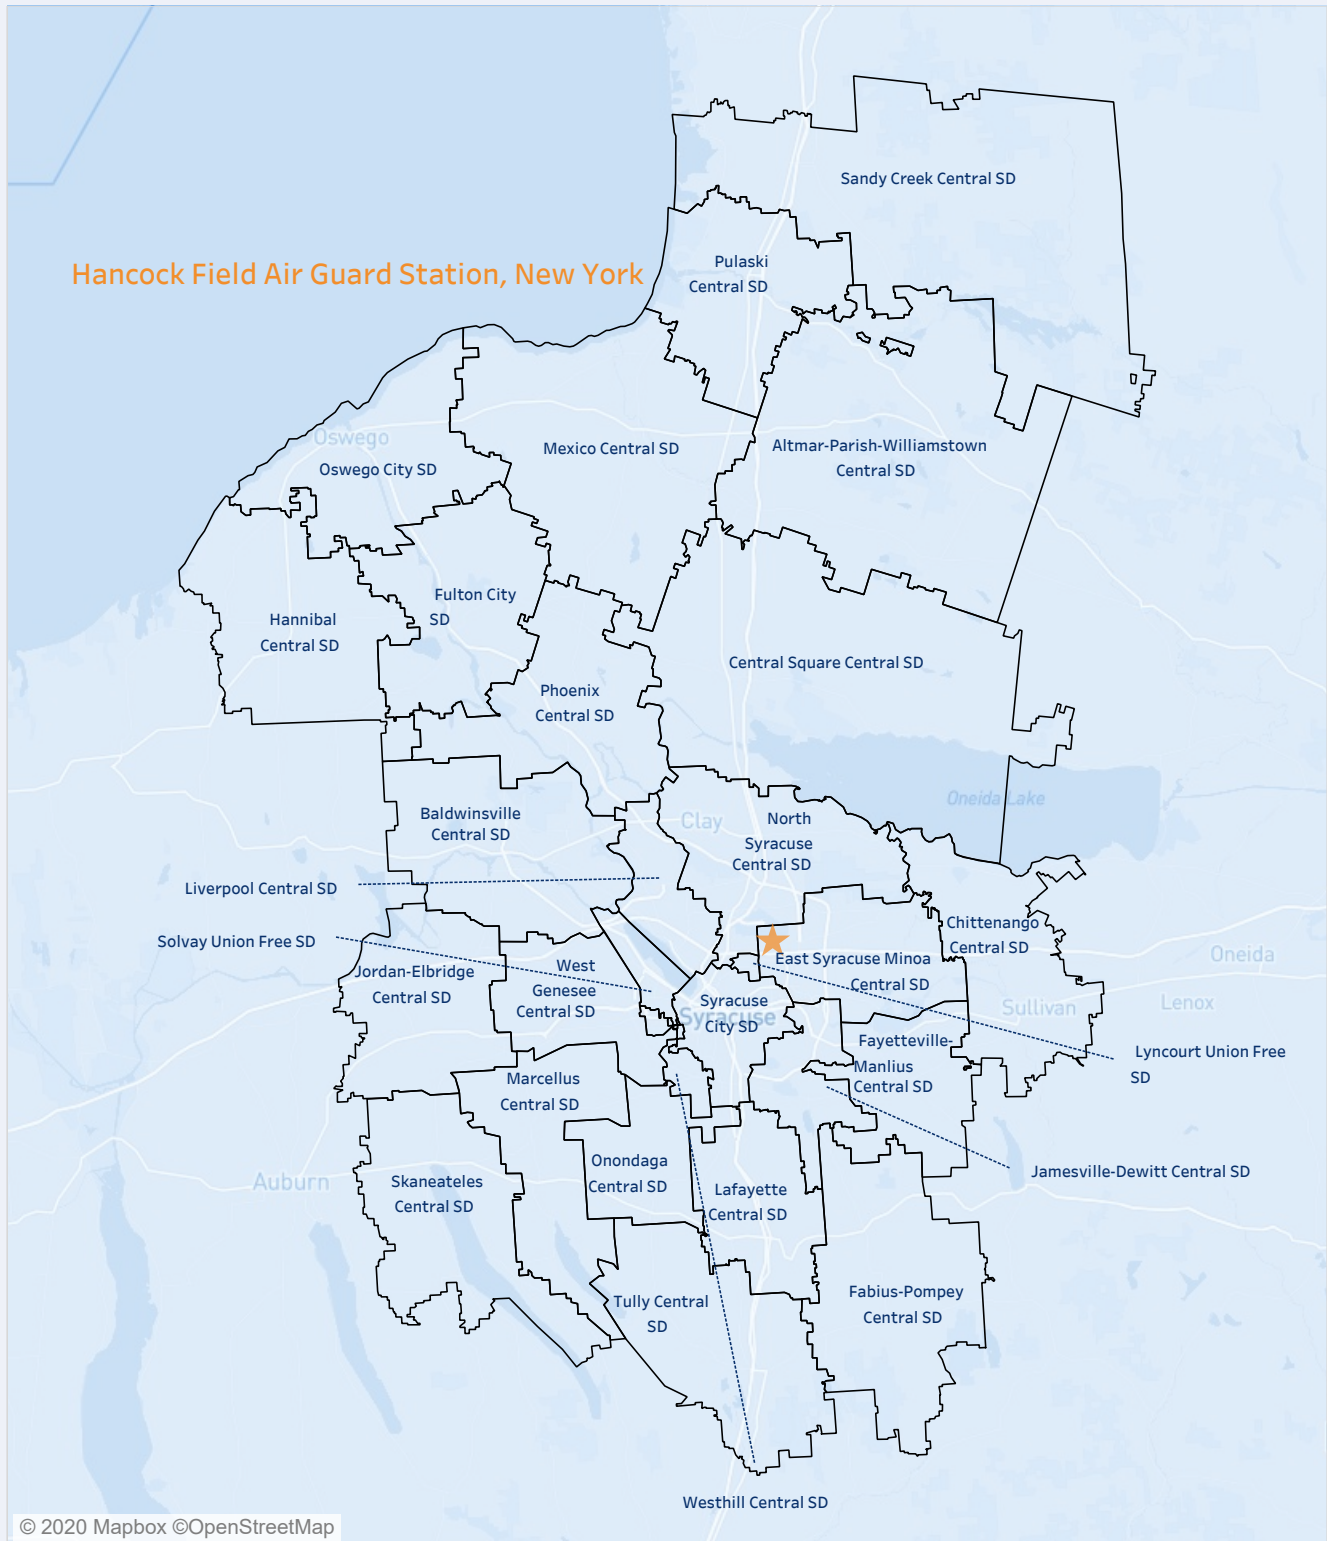 Sandy Creek Central SD
Pulaski
Central SD
Hancock Field Air Guard Station, New York
Oswego
Oswego City SD
Mexico Central SD
Altmar-Parish-Williamstown
Central SD
Fulton City
SD
Hannibal
Central SD
Central Square Central SD
Phoenix
Central SD
Oneida Lake
Baldwinsville
Central SD
Clay
North
Syracuse
Central SD
Liverpool Central SD
Chittenango
Central SD
Solvay Union Free SD
East Syracuse Minoa
Central SD
Oneida
Jordan-Elbridge
Central SD
West
Genesee
Central SD
Syracuse
City SD
Syracuse
Sullivan
Lenox
Fayetteville-
Manlius
Central SD
Lyncourt Union Free
SD
Marcellus
Central SD
Onondaga
Central SD
Jamesville-Dewitt Central SD
Auburn
Skaneateles
Central SD
Lafayette
Central SD
Tully Central
SD
Fabius-Pompey
Central SD
Westhill Central SD
© 2020 Mapbox ©OpenStreetMap